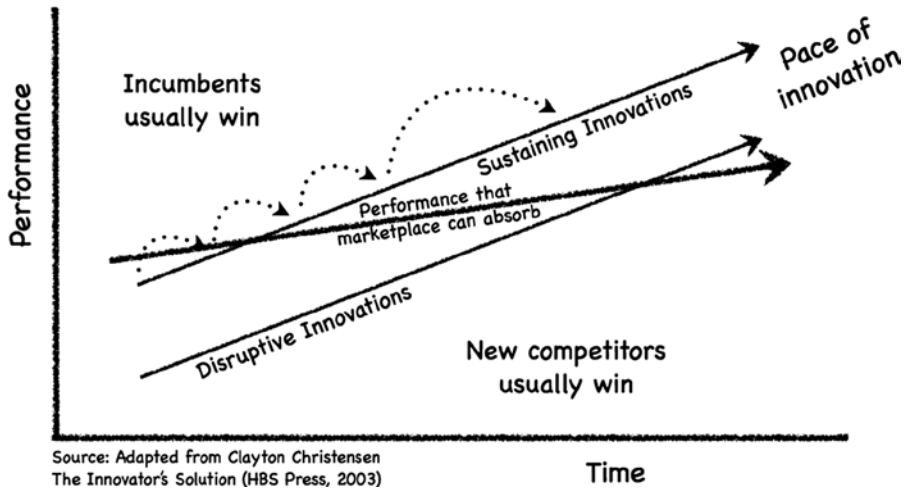 Performance
Incumbents
usually win
Pace of
innovation
Sustaining Innovations
Performance that
marketplace can absorb
Disruptive Innovations
New competitors
usually win
Source: Adapted from Clayton Christensen
The Innovator's Solution (HBS Press, 2003)
Time